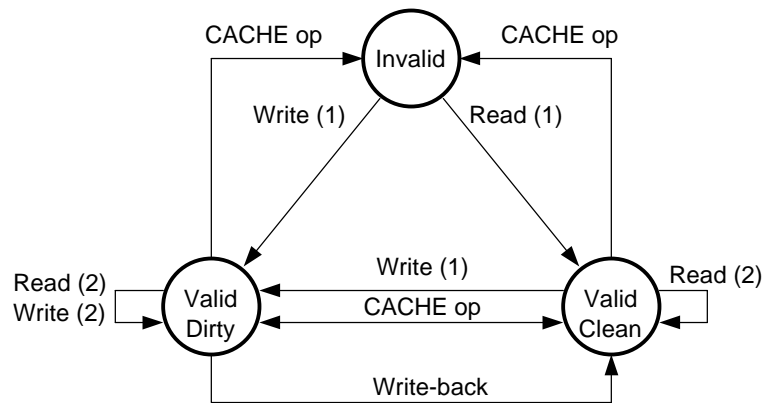 CACHE op
CACHE op
Invalid
Write (1)
Read (1)
Write (1)
Read (2)
Write (2)
Valid
Dirty
CACHE op
Valid
Clean
Read (2)
Write-back